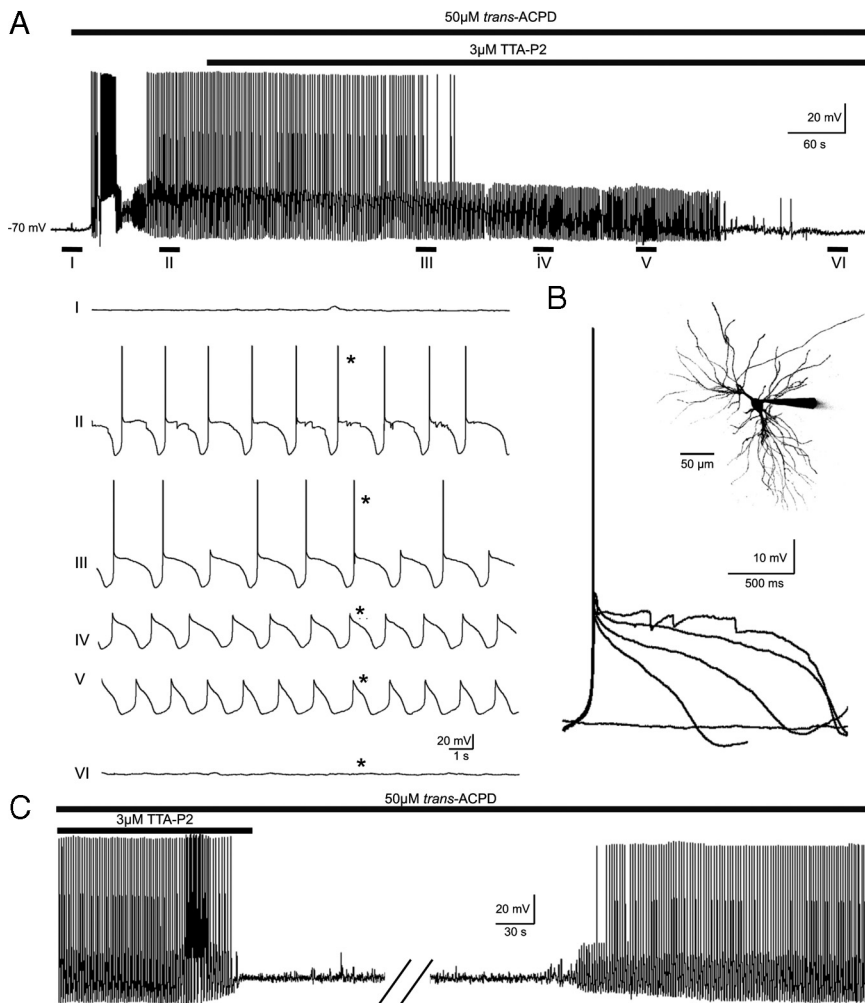 A
50µM trans-ACPD
3µM TTA-P2
20 mV
60 s
-70 mV
I II III IV V VI
I
B
*
II
50 µm
*
III
10 mV
500 ms
*
IV
V
*
20 mV
1 s
VI
*
C
50µM trans-ACPD
3µM TTA-P2
20 mV
30 s